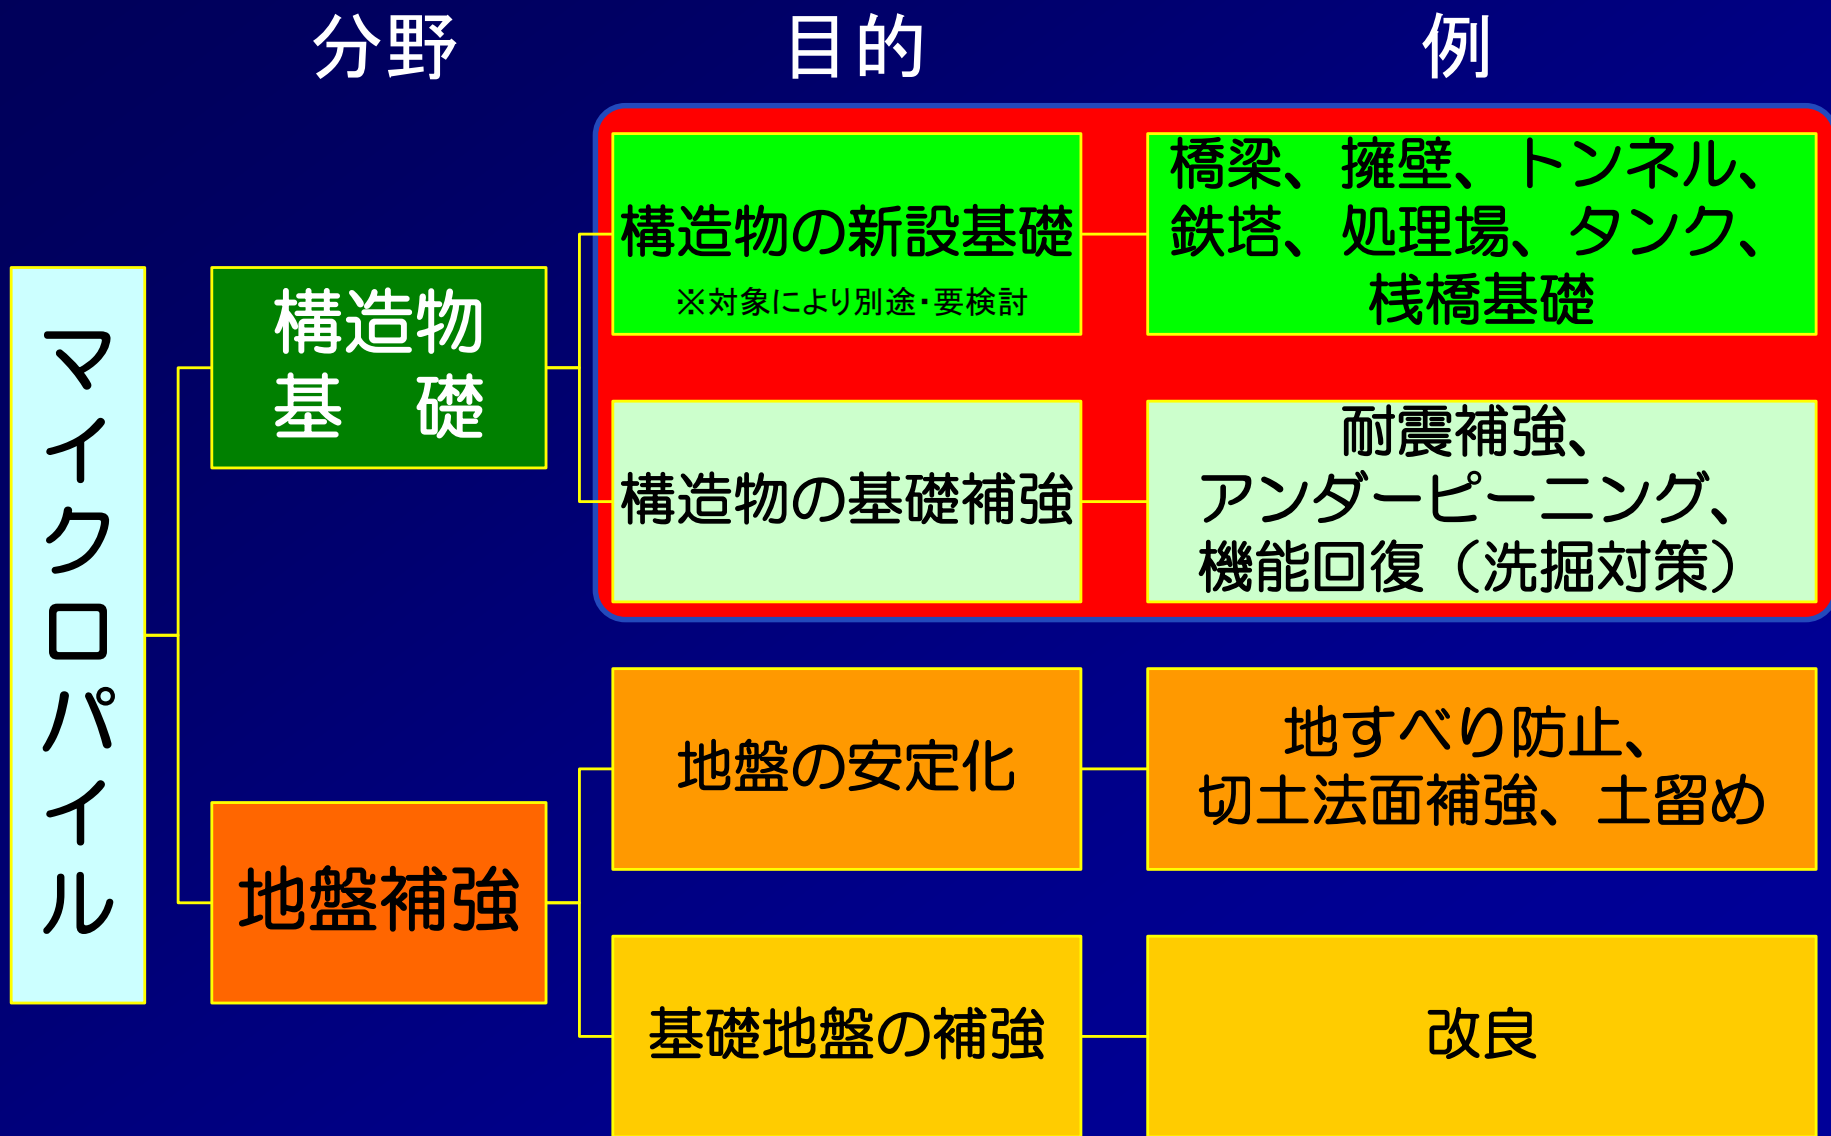 分野
目的
例
マイクロパイル
構造物
基　礎
構造物の新設基礎
※対象により別途・要検討
橋梁、擁壁、トンネル、
鉄塔、処理場、タンク、
桟橋基礎
構造物の基礎補強
耐震補強、
アンダーピーニング、
機能回復（洗掘対策）
地盤補強
地盤の安定化
地すべり防止、
切土法面補強、土留め
基礎地盤の補強
改良